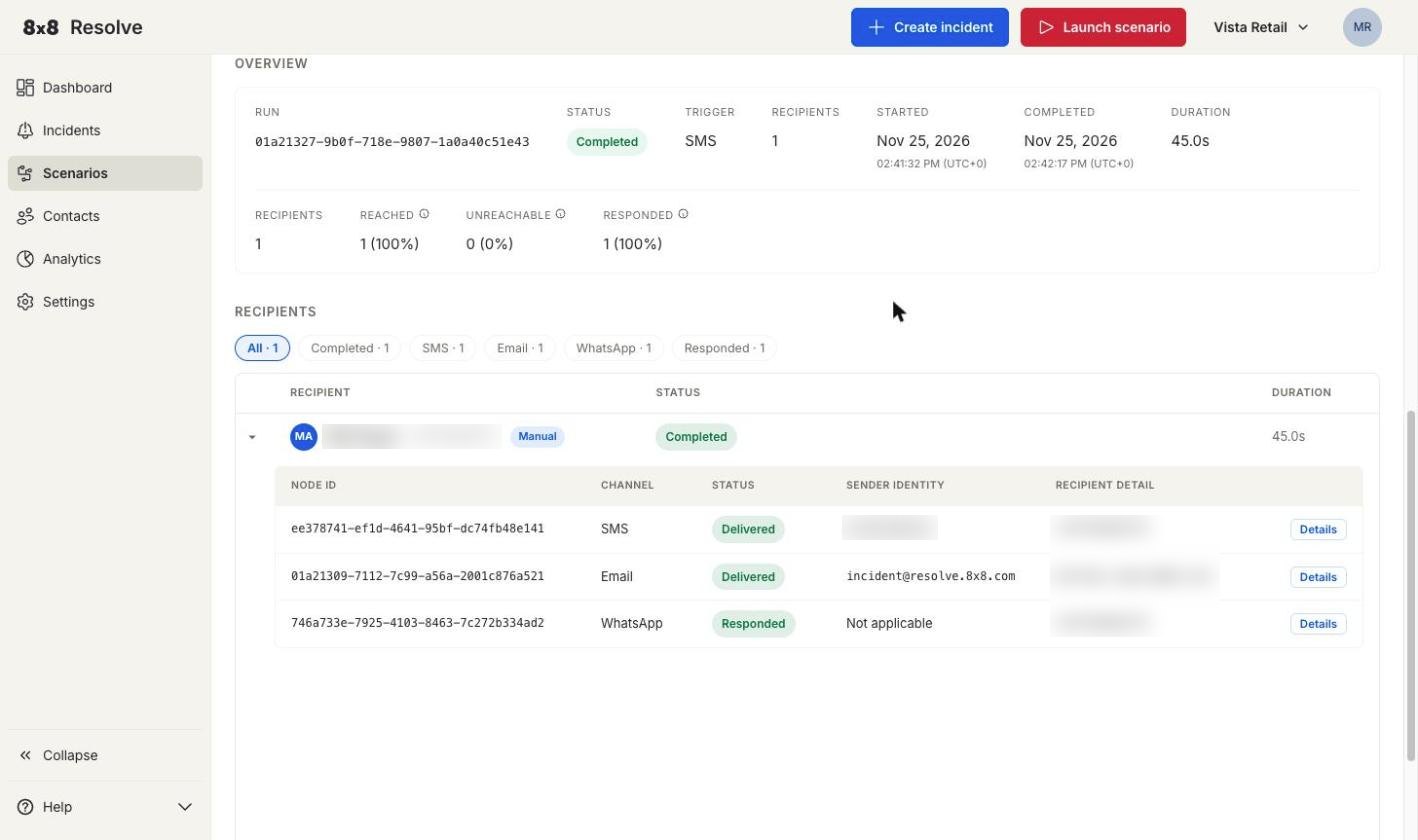 8x8 Resolve
Create incident
Launch scenario
Vista Retail
MR
Dashboard
Incidents
Scenarios
Contacts
Analytics
Settings
Collapse
Help
OVERVIEW
RUN STATUS TRIGGER RECIPIENTS STARTED COMPLETED DURATION
01a21327-9b0f-718e-9807-1a0a40c51e43 Completed SMS 1 Nov 25, 2026 Nov 25, 2026 45.0s
02:41:32 PM (UTC+0) 02:42:17 PM (UTC+0)
RECIPIENTS REACHED UNREACHABLE RESPONDED
1 1 (100%) 0 (0%) 1 (100%)
RECIPIENTS
All · 1 Completed · 1 SMS · 1 Email · 1 WhatsApp · 1 Responded · 1
RECIPIENT STATUS DURATION
MA Manual Completed 45.0s
NODE ID CHANNEL STATUS SENDER IDENTITY RECIPIENT DETAIL
ee378741-ef1d-4641-95bf-dc74fb48e141 SMS Delivered Details
01a21309-7112-7c99-a56a-2001c876a521 Email Delivered incident@resolve.8x8.com Details
746a733e-7925-4103-8463-7c272b334ad2 WhatsApp Responded Not applicable Details